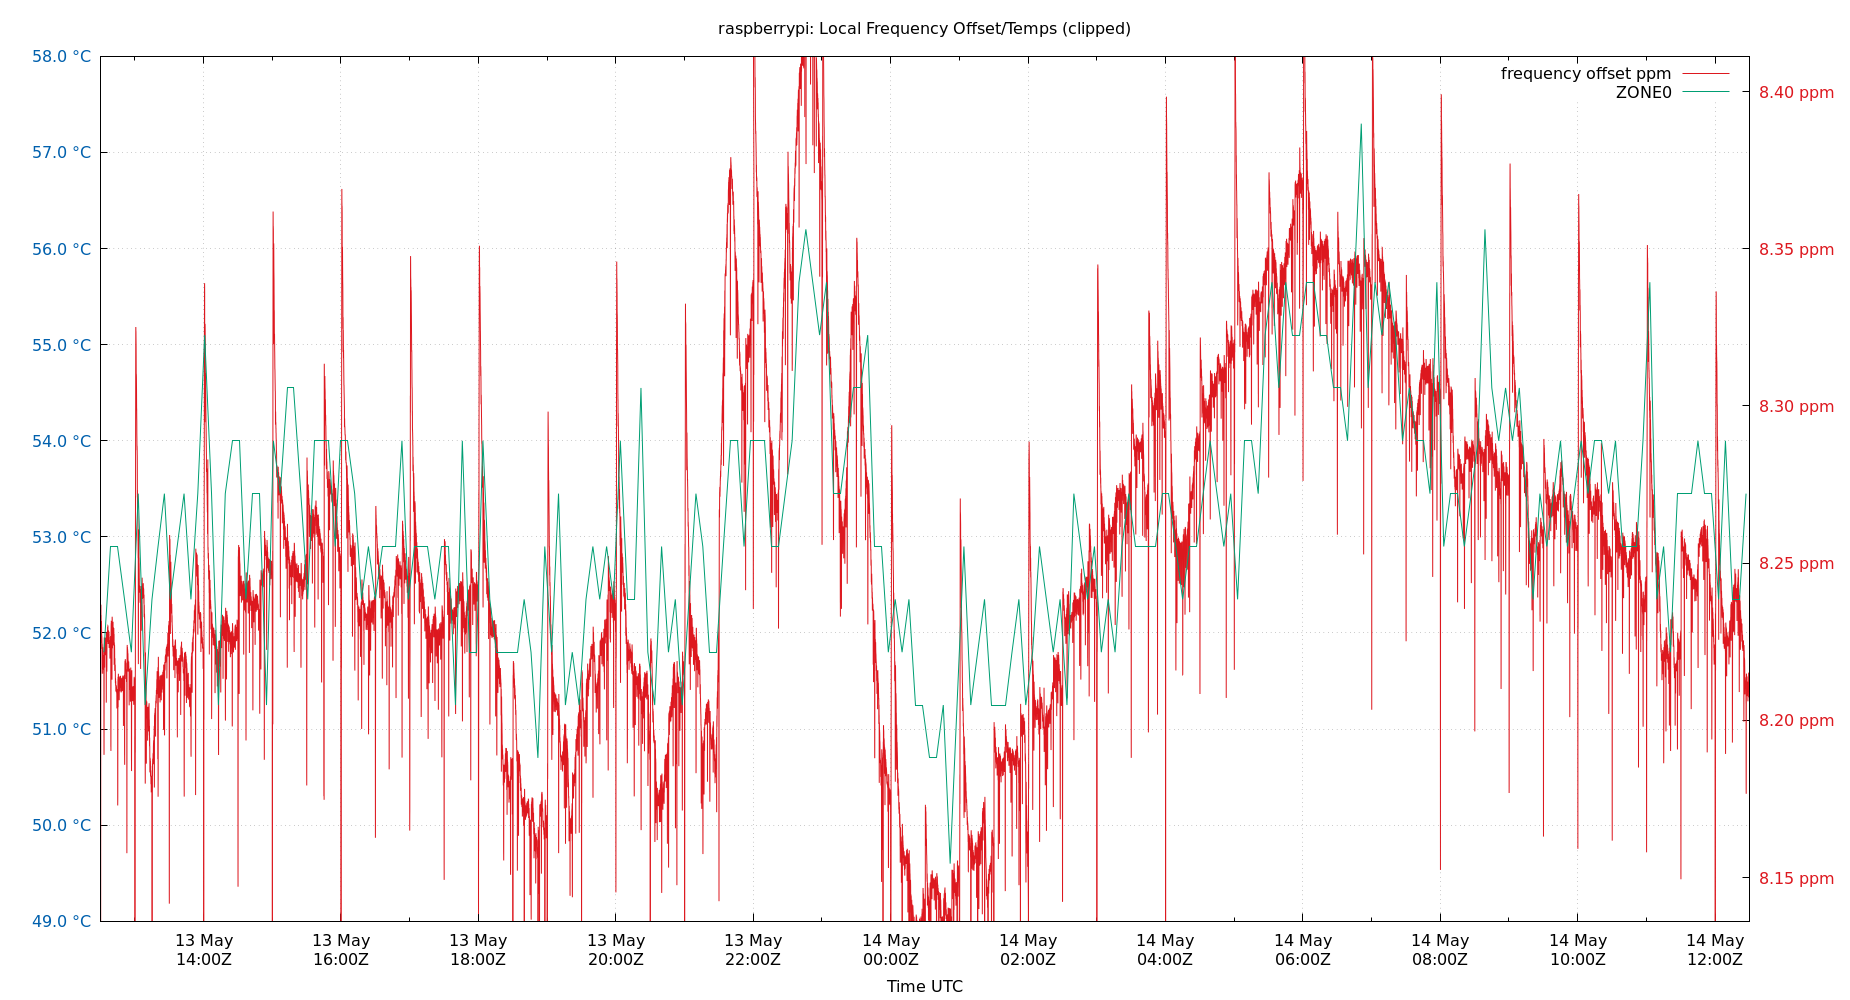 raspberrypi: Local Frequency Offset/Temps (clipped)
frequency offset ppm
ZONE0
58.0 °C
57.0 °C
56.0 °C
55.0 °C
54.0 °C
53.0 °C
52.0 °C
51.0 °C
50.0 °C
49.0 °C
8.40 ppm
8.35 ppm
8.30 ppm
8.25 ppm
8.20 ppm
8.15 ppm
13 May 13 May 13 May 13 May 13 May 14 May 14 May 14 May 14 May 14 May 14 May 14 May
14:00Z 16:00Z 18:00Z 20:00Z 22:00Z 00:00Z 02:00Z 04:00Z 06:00Z 08:00Z 10:00Z 12:00Z
Time UTC